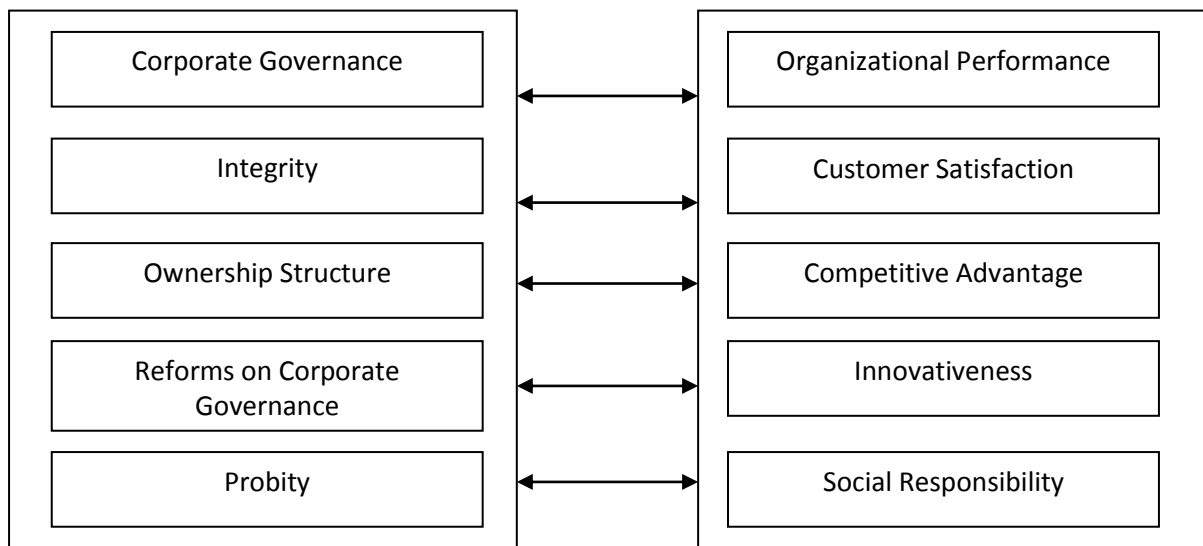 Corporate Governance
Organizational Performance
Integrity
Customer Satisfaction
Ownership Structure
Competitive Advantage
Reforms on Corporate
Governance
Innovativeness
Probity
Social Responsibility